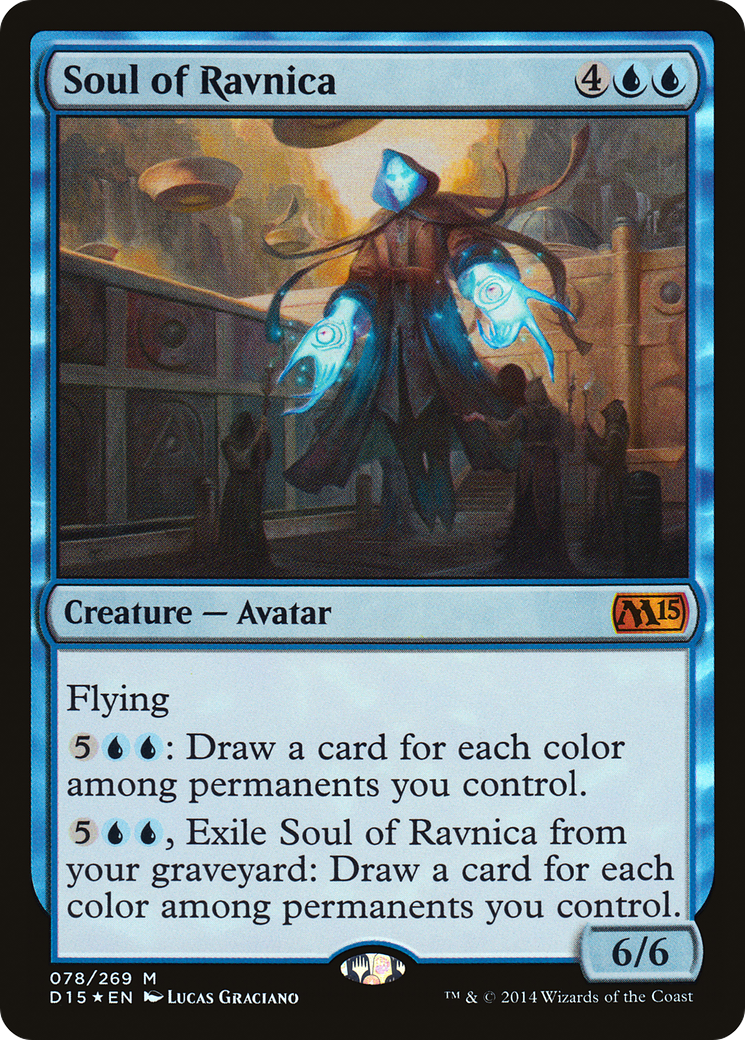 Soul of Ravnica 4
Flying
Creature — Avatar M15
5: Draw a card for each color
among permanents you control.
5, Exile Soul of Ravnica from
your graveyard: Draw a card for each
color among permanents you control.
6/6
078/269 M
D15 ★ EN Lucas Graciano ™ & © 2014 Wizards of the Coast